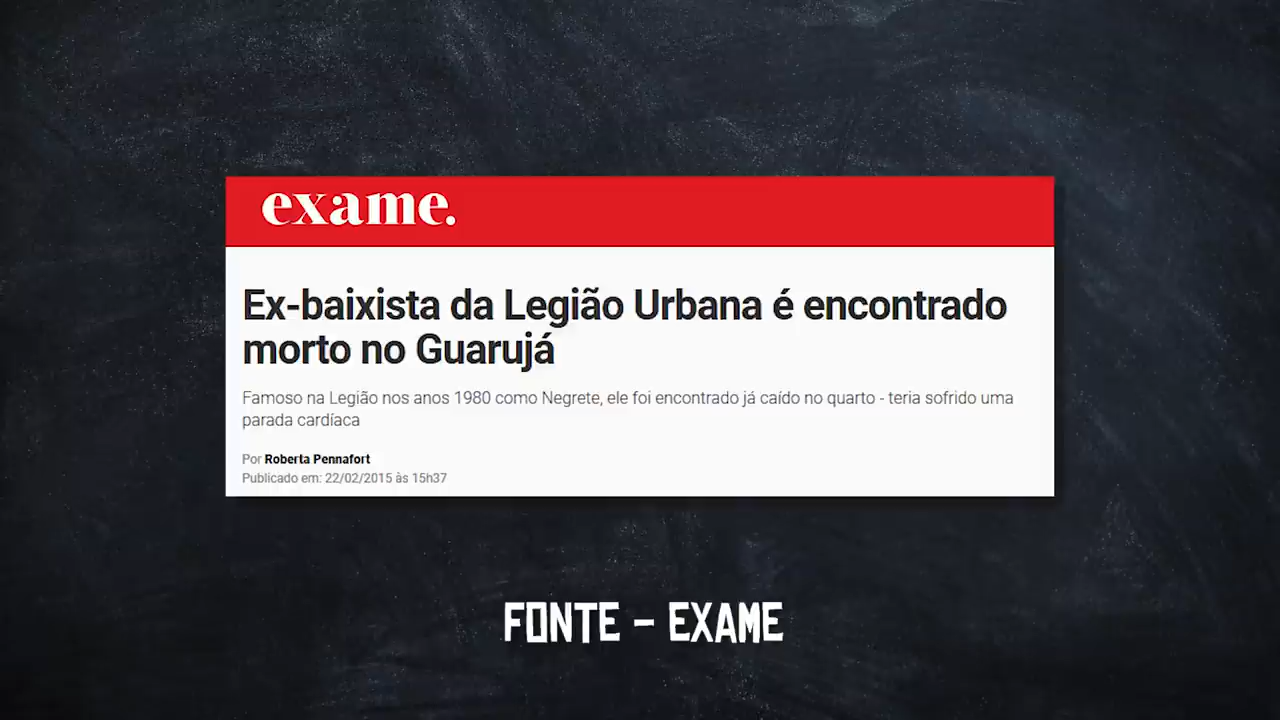 exame.
Ex-baixista da Legião Urbana é encontrado
morto no Guarujá
Famoso na Legião nos anos 1980 como Negrete, ele foi encontrado já caído no quarto - teria sofrido uma
parada cardíaca
Por Roberta Pennafort
Publicado em: 22/02/2015 às 15h37
FONTE - EXAME